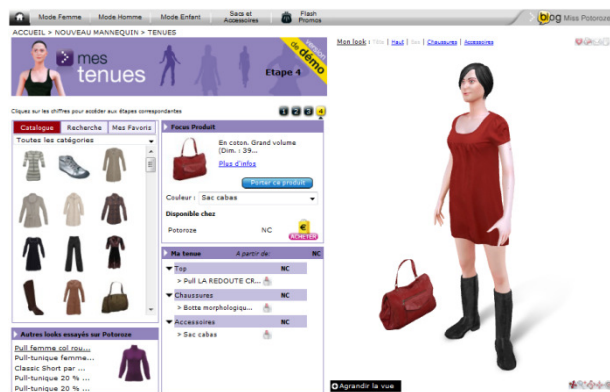 Mode Femme Mode Homme Mode Enfant Sacs et Accessoires Flash Promos blog Miss Potoroze
ACCUEIL > NOUVEAU MANNEQUIN > TENUES
mes
tenues
version de démo
Etape 4
Mon look : Tête | Haut | Bas | Chaussures | Accessoires
Cliquez sur les chiffres pour accéder aux étapes correspondantes
1 2 3 4
Catalogue Recherche Mes Favoris
Toutes les catégories
Focus Produit
En coton. Grand volume
(Dim. : 39...
Plus d'infos
Porter ce produit
Couleur : Sac cabas
Disponible chez
Potoroze NC € ACHETER
Ma tenue A partir de: NC
Top NC
> Pull LA REDOUTE CR...
Chaussures NC
> Botte morphologiqu...
Accessoires NC
> Sac cabas
Autres looks essayés sur Potoroze
Pull femme col rou...
Pull-tunique femme...
Classic Short par ...
Pull-tunique 20 % ...
Pull-tunique 20 % ...
Agrandir la vue